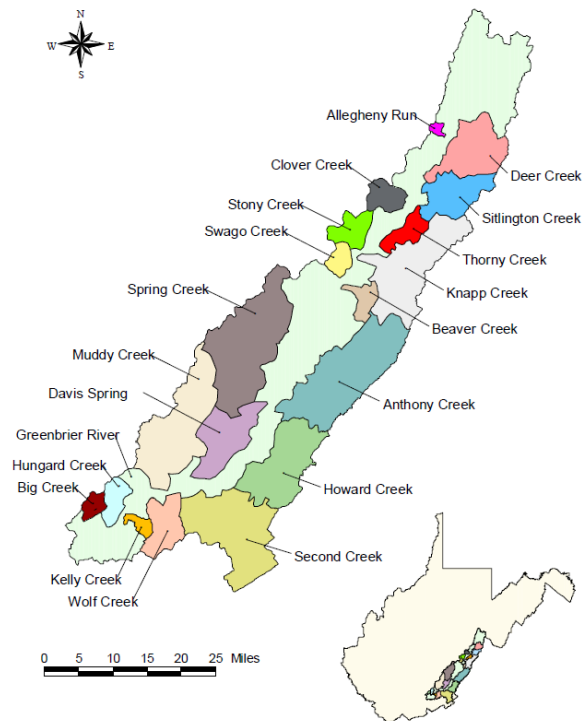 N
W E
S
Allegheny Run
Clover Creek
Deer Creek
Stony Creek
Sitlington Creek
Swago Creek
Thorny Creek
Spring Creek
Knapp Creek
Beaver Creek
Muddy Creek
Davis Spring
Anthony Creek
Greenbrier River
Hungard Creek
Big Creek
Howard Creek
Second Creek
Kelly Creek
Wolf Creek
0 5 10 15 20 25 Miles